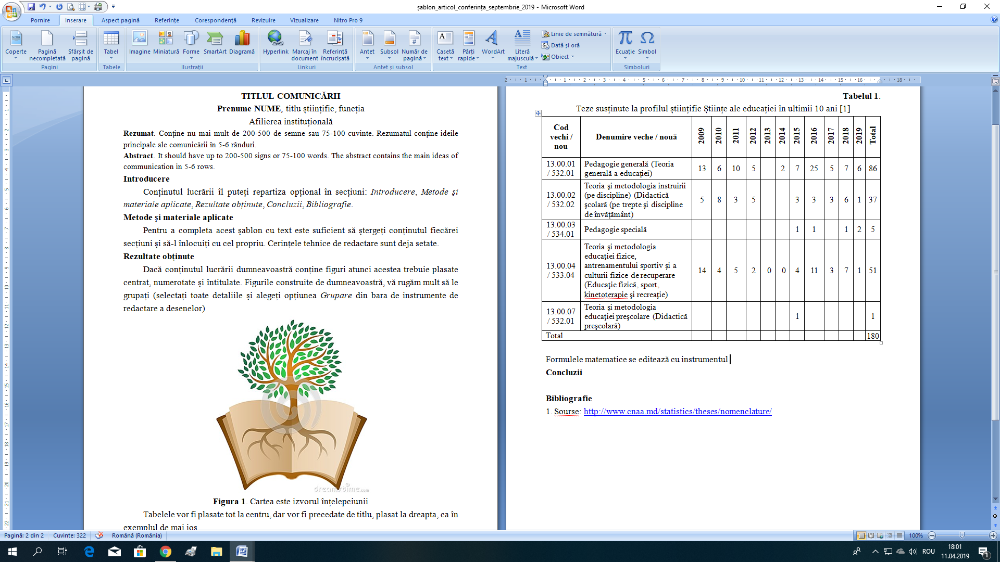 șablon_articol_conferința_septembrie_2019 - Microsoft Word
Pornire Inserare Aspect pagină Referințe Corespondență Revizuire Vizualizare Nitro Pro 9
Coperte Pagină necompletată Sfârșit de pagină Tabel Imagine Miniatură Forme SmartArt Diagramă Hyperlink Marcaj în document Referință încrucișată Antet Subsol Număr de pagină Casetă text Părți rapide WordArt Literă majusculă Linie de semnătură Dată și oră Obiect Ecuație Simbol
Pagini Tabele Ilustrații Linkuri Antet și subsol Text Simboluri
TITLUL COMUNICĂRII
Prenume NUME, titlu științific, funcția
Afilierea instituțională
Rezumat. Conține nu mai mult de 200-500 de semne sau 75-100 cuvinte. Rezumatul conține ideile
principale ale comunicării în 5-6 rânduri.
Abstract. It should have up to 200-500 signs or 75-100 words. The abstract contains the main ideas of
communication in 5-6 rows.
Introducere
Conținutul lucrării îl puteți repartiza opțional în secțiuni: Introducere, Metode şi
materiale aplicate, Rezultate obținute, Concluzii, Bibliografie.
Metode şi materiale aplicate
Pentru a completa acest șablon cu text este suficient să ștergeți conținutul fiecărei
secțiuni și să-l înlocuiți cu cel propriu. Cerințele tehnice de redactare sunt deja setate.
Rezultate obținute
Dacă conținutul lucrării dumneavoastră conține figuri atunci acestea trebuie plasate
centrat, numerotate și întitulate. Figurile construite de dumneavoastră, vă rugăm mult să le
grupați (selectați toate detaliile și alegeți opțiunea Grupare din bara de instrumente de
redactare a desenelor)
dreamstime.com
Figura 1. Cartea este izvorul înțelepciunii
Tabelele vor fi plasate tot la centru, dar vor fi precedate de titlu, plasat la dreapta, ca în
exemplul de mai jos
Tabelul 1.
Teze susținute la profilul științific Științe ale educației în ultimii 10 ani [1]
Cod vechi / nou Denumire veche / nouă 2009 2010 2011 2012 2013 2014 2015 2016 2017 2018 2019 Total
13.00.01 / 532.01 Pedagogie generală (Teoria generală a educației) 13 6 10 5 2 7 25 5 7 6 86
13.00.02 / 532.02 Teoria şi metodologia instruirii (pe discipline) (Didactică şcolară (pe trepte şi discipline de învățământ) 5 8 3 5 3 3 3 6 1 37
13.00.03 / 534.01 Pedagogie specială 1 1 1 2 5
13.00.04 / 533.04 Teoria şi metodologia educaţiei fizice, antrenamentului sportiv şi a culturii fizice de recuperare (Educaţie fizică, sport, kinetoterapie şi recreaţie) 14 4 5 2 0 0 4 11 3 7 1 51
13.00.07 / 532.01 Teoria şi metodologia educaţiei preşcolare (Didactică preşcolară) 1 1
Total 180
Formulele matematice se editează cu instrumentul
Concluzii
Bibliografie
1. Sourse: http://www.cnaa.md/statistics/theses/nomenclature/
Pagină: 2 din 2 Cuvinte: 322 Română (România) 100%
ROU 18:01
11.04.2019